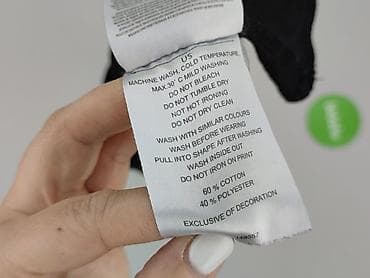 US
MACHINE WASH, COLD TEMPERATURE,
MAX.30°C MILD WASHING
DO NOT BLEACH
DO NOT TUMBLE DRY
NOT HOT IRONING
DO NOT DRY CLEAN
WASH WITH SIMILAR COLOURS
WASH BEFORE WEARING
PULL INTO SHAPE AFTER WASHING
WASH INSIDE OUT
DO NOT IRON ON PRINT
60 % COTTON
40 % POLYESTER
EXCLUSIVE OF DECORATION